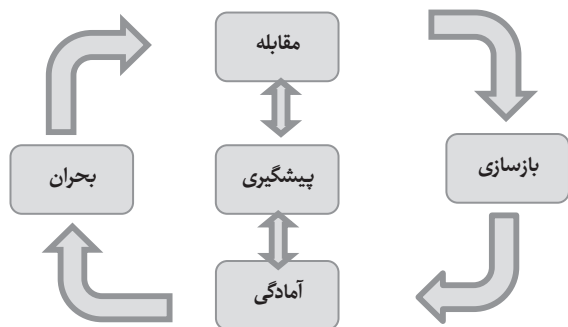 مقابله
بازسازی
پیشگیری
بحران
آمادگی